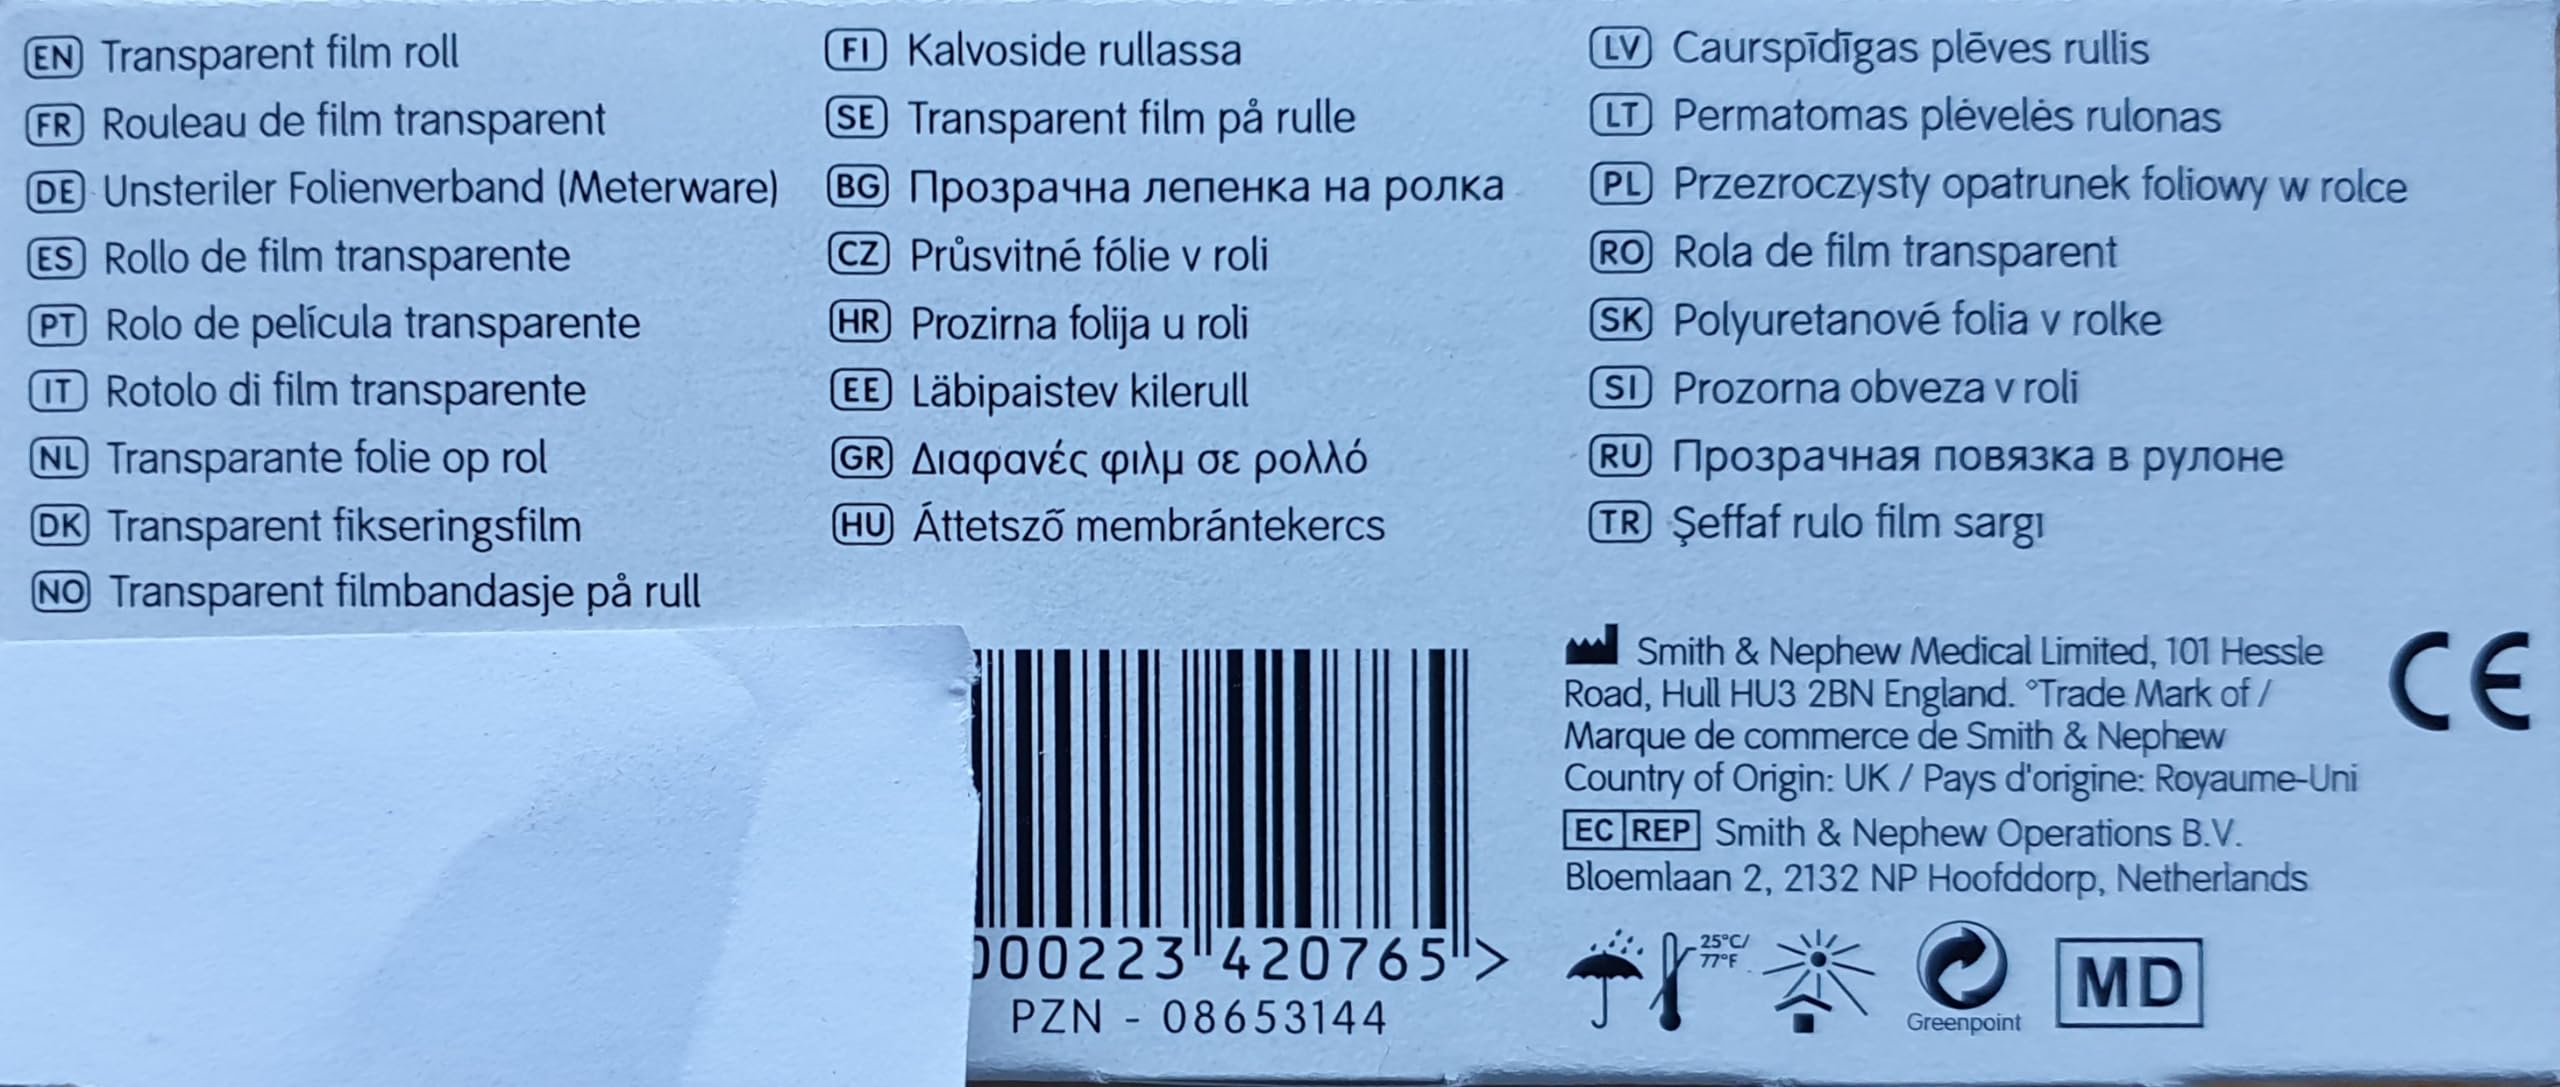 EN Transparent film roll
FR Rouleau de film transparent
DE Unsteriler Folienverband (Meterware)
ES Rollo de film transparente
PT Rolo de película transparente
IT Rotolo di film transparente
NL Transparante folie op rol
DK Transparent fikseringsfilm
NO Transparent filmbandasje på rull
FI Kalvoside rullassa
SE Transparent film på rulle
BG Прозрачна лепенка на ролка
CZ Průsvitné fólie v roli
HR Prozirna folija u roli
EE Läbipaistev kilerull
GR Διαφανές φιλμ σε ρολλό
HU Áttetsző membrántekercs
LV Caurspīdīgas plēves rullis
LT Permatomas plėvelės rulonas
PL Przezroczysty opatrunek foliowy w rolce
RO Rola de film transparent
SK Polyuretanové folia v rolke
SI Prozorna obveza v roli
RU Прозрачная повязка в рулоне
TR Şeffaf rulo film sargı
000223 420765 >
PZN - 08653144
Smith & Nephew Medical Limited, 101 Hessle
Road, Hull HU3 2BN England. °Trade Mark of /
Marque de commerce de Smith & Nephew
Country of Origin: UK / Pays d'origine: Royaume-Uni
EC REP Smith & Nephew Operations B.V.
Bloemlaan 2, 2132 NP Hoofddorp, Netherlands
CE
25°C/
77°F
Greenpoint
MD